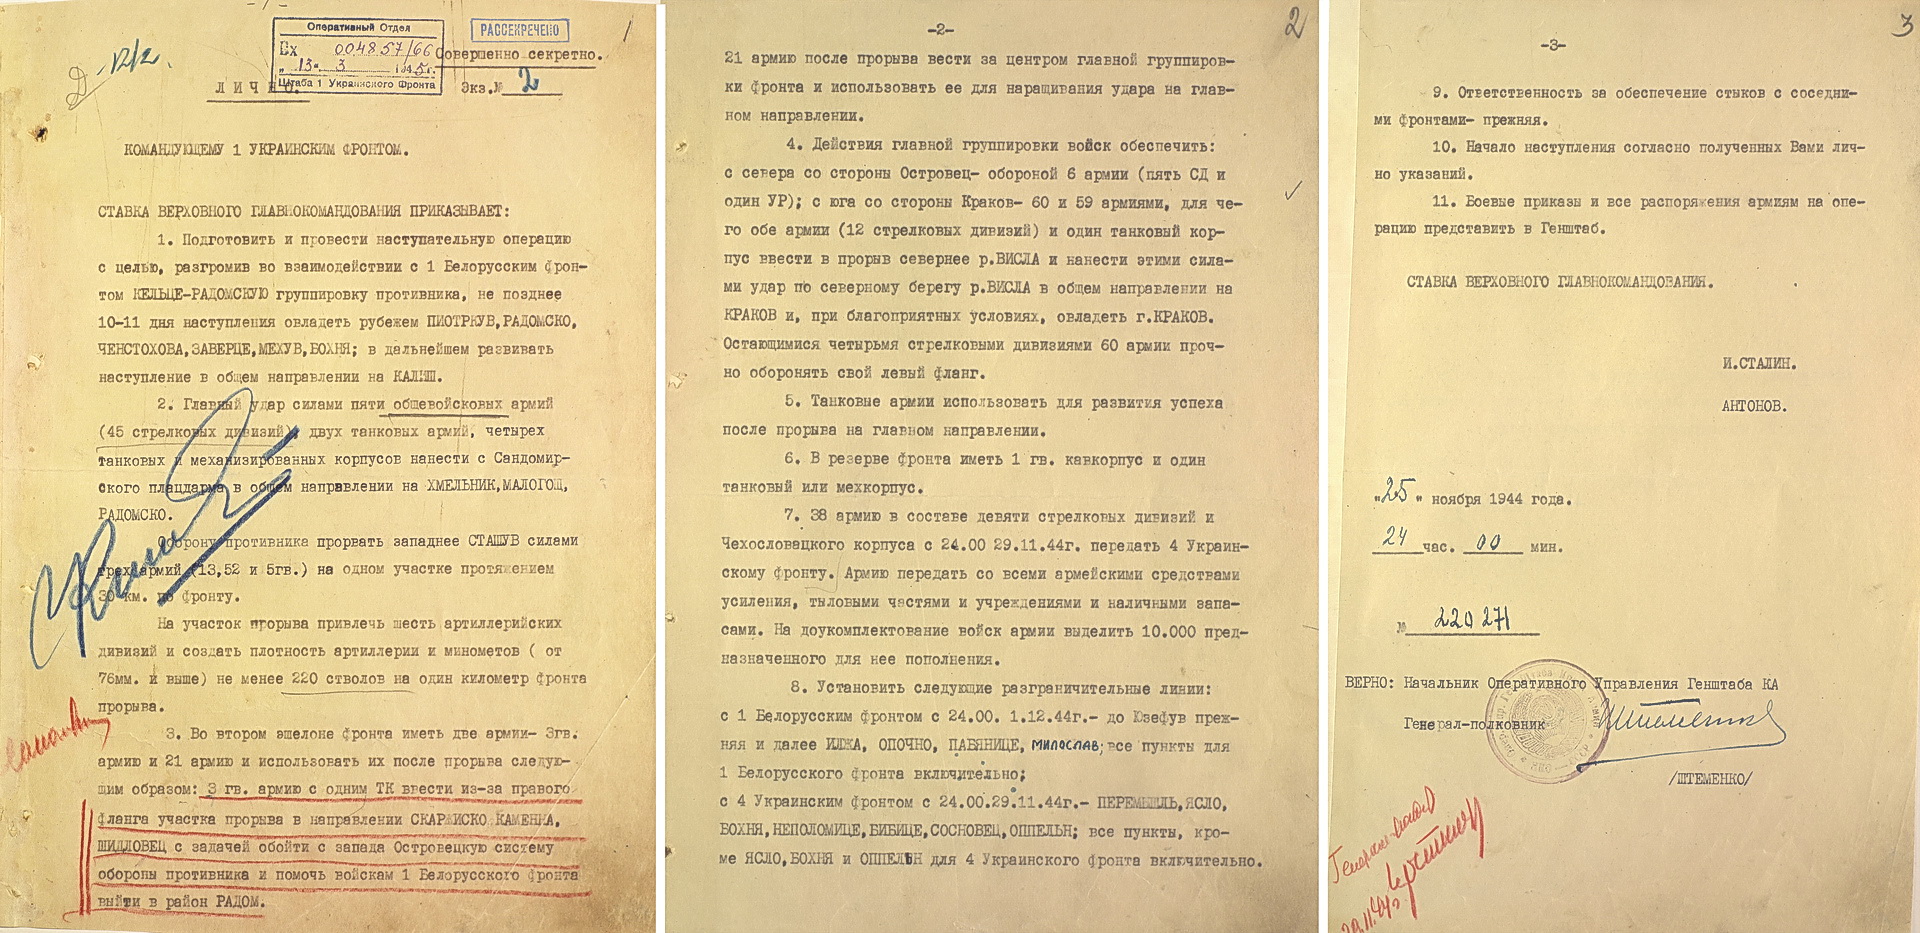 -1-
1
Д -12/2.
Оперативный Отдел
Вх 004857/66
"13" 3 1945г.
Штаба 1 Украинского Фронта
РАССЕКРЕЧЕНО
Совершенно секретно.
ЛИЧНО.
Экз.№ 2
КОМАНДУЮЩЕМУ 1 УКРАИНСКИМ ФРОНТОМ.
СТАВКА ВЕРХОВНОГО ГЛАВНОКОМАНДОВАНИЯ ПРИКАЗЫВАЕТ:
1. Подготовить и провести наступательную операцию
с целью, разгромив во взаимодействии с 1 Белорусским фрон-
том КЕЛЬЦЕ-РАДОМСКУЮ группировку противника, не позднее
10-11 дня наступления овладеть рубежем ПИОТРКУВ,РАДОМСКО,
ЧЕНСТОХОВА,ЗАВЕРЦЕ,МЕХУВ,БОХНЯ; в дальнейшем развивать
наступление в общем направлении на КАЛИШ.
2. Главный удар силами пяти общевойсковых армий
(45 стрелковых дивизий), двух танковых армий, четырех
танковых и механизированных корпусов нанести с Сандомир-
ского плацдарма в общем направлении на ХМЕЛЬНИК,МАЛОГОЩ,
РАДОМСКО.
Оборону противника прорвать западнее СТАШУВ силами
трех армий (13,52 и 5гв.) на одном участке протяжением
30 км. по фронту.
На участок прорыва привлечь шесть артиллерийских
дивизий и создать плотность артиллерии и минометов ( от
76мм. и выше) не менее 220 стволов на один километр фронта
прорыва.
3. Во втором эшелоне фронта иметь две армии- 3гв.
армию и 21 армию и использовать их после прорыва следую-
щим образом: 3 гв. армию с одним ТК ввести из-за правого
фланга участка прорыва в направлении СКАРЖИСКО КАМЕННА,
ШИДЛОВЕЦ с задачей обойти с запада Островецкую систему
обороны противника и помочь войскам 1 Белорусского фронта
выйти в район РАДОМ.
-2-
2
21 армию после прорыва вести за центром главной группиров-
ки фронта и использовать ее для наращивания удара на глав-
ном направлении.
4. Действия главной группировки войск обеспечить:
с севера со стороны Островец- обороной 6 армии (пять СД и
один УР); с юга со стороны Краков- 60 и 59 армиями, для че-
го обе армии (12 стрелковых дивизий) и один танковый кор-
пус ввести в прорыв севернее р.ВИСЛА и нанести этими сила-
ми удар по северному берегу р.ВИСЛА в общем направлении на
КРАКОВ и, при благоприятных условиях, овладеть г.КРАКОВ.
Остающимися четырьмя стрелковыми дивизиями 60 армии проч-
но оборонять свой левый фланг.
5. Танковые армии использовать для развития успеха
после прорыва на главном направлении.
6. В резерве фронта иметь 1 гв. кавкорпус и один
танковый или мехкорпус.
7. 38 армию в составе девяти стрелковых дивизий и
Чехословацкого корпуса с 24.00 29.11.44г. передать 4 Украин-
скому фронту. Армию передать со всеми армейскими средствами
усиления, тыловыми частями и учреждениями и наличными запа-
сами. На доукомплектование войск армии выделить 10.000 пред-
назначенного для нее пополнения.
8. Установить следующие разграничительные линии:
с 1 Белорусским фронтом с 24.00. 1.12.44г.- до Юзефув преж-
няя и далее ИЛЖА, ОПОЧНО, ПАБЯНИЦЕ, МИЛОСЛАВ; все пункты для
1 Белорусского фронта включительно;
с 4 Украинским фронтом с 24.00.29.11.44г.- ПЕРЕМЫШЛЬ,ЯСЛО,
БОХНЯ,НЕПОЛОМИЦЕ,БИБИЦЕ,СОСНОВЕЦ,ОППЕЛЬН; все пункты, кро-
ме ЯСЛО,БОХНЯ и ОППЕЛЬН для 4 Украинского фронта включительно.
-3-
3
9. Ответственность за обеспечение стыков с соседни-
ми фронтами- прежняя.
10. Начало наступления согласно полученных Вами лич-
но указаний.
11. Боевые приказы и все распоряжения армиям на опе-
рацию представить в Генштаб.
СТАВКА ВЕРХОВНОГО ГЛАВНОКОМАНДОВАНИЯ.
И.СТАЛИН.
АНТОНОВ.
"25" ноября 1944 года.
24 час. 00 мин.
№ 220271
ВЕРНО: Начальник Оперативного Управления Генштаба КА
Генерал-полковник
/ШТЕМЕНКО/